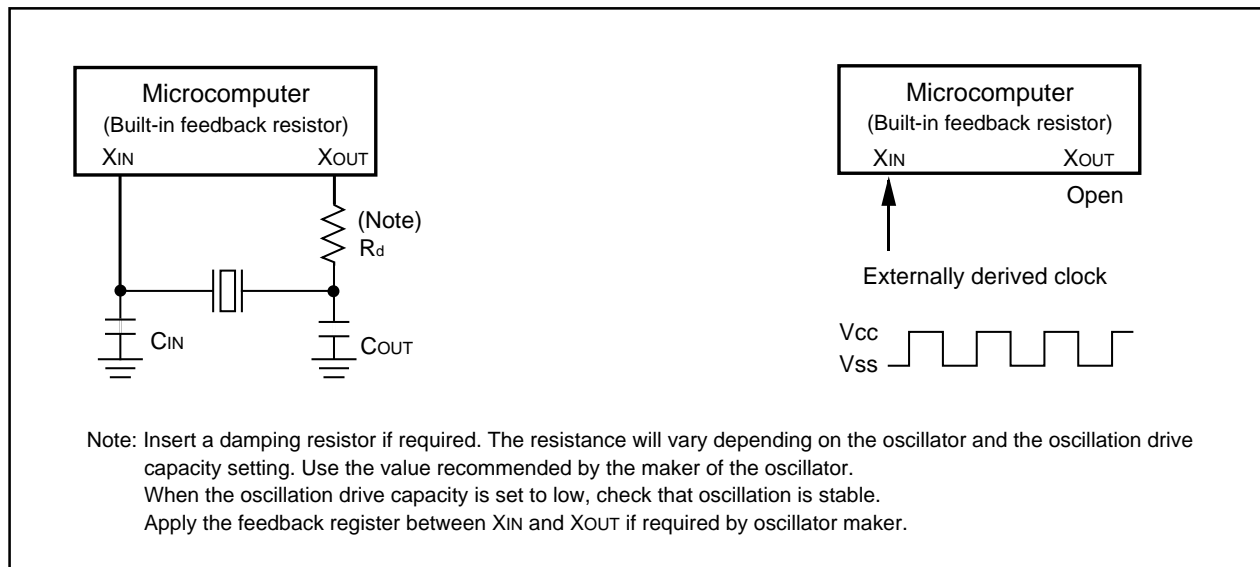 Microcomputer
(Built-in feedback resistor)
XIN XOUT
(Note)
Rd
CIN
COUT
Microcomputer
(Built-in feedback resistor)
XIN XOUT
Open
Externally derived clock
Vcc
Vss
Note: Insert a damping resistor if required. The resistance will vary depending on the oscillator and the oscillation drive
capacity setting. Use the value recommended by the maker of the oscillator.
When the oscillation drive capacity is set to low, check that oscillation is stable.
Apply the feedback register between XIN and XOUT if required by oscillator maker.